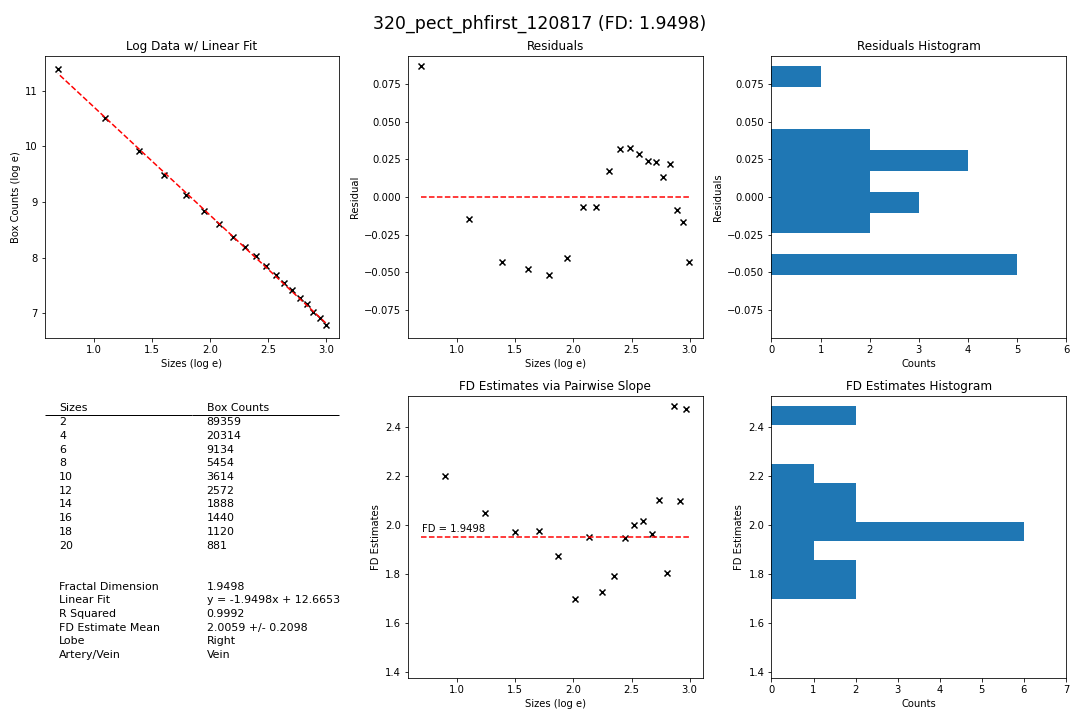 320_pect_phfirst_120817 (FD: 1.9498)
Log Data w/ Linear Fit
Box Counts (log e)
11
10
9
8
7
1.0 1.5 2.0 2.5 3.0
Sizes (log e)
Residuals
Residual
0.075
0.050
0.025
0.000
−0.025
−0.050
−0.075
1.0 1.5 2.0 2.5 3.0
Sizes (log e)
Residuals Histogram
Residuals
0.075
0.050
0.025
0.000
−0.025
−0.050
−0.075
0 1 2 3 4 5 6
Counts
Sizes Box Counts
2 89359
4 20314
6 9134
8 5454
10 3614
12 2572
14 1888
16 1440
18 1120
20 881
Fractal Dimension 1.9498
Linear Fit y = -1.9498x + 12.6653
R Squared 0.9992
FD Estimate Mean 2.0059 +/- 0.2098
Lobe Right
Artery/Vein Vein
FD Estimates via Pairwise Slope
FD Estimates
2.4
2.2
2.0
1.8
1.6
1.4
FD = 1.9498
1.0 1.5 2.0 2.5 3.0
Sizes (log e)
FD Estimates Histogram
FD Estimates
2.4
2.2
2.0
1.8
1.6
1.4
0 1 2 3 4 5 6 7
Counts